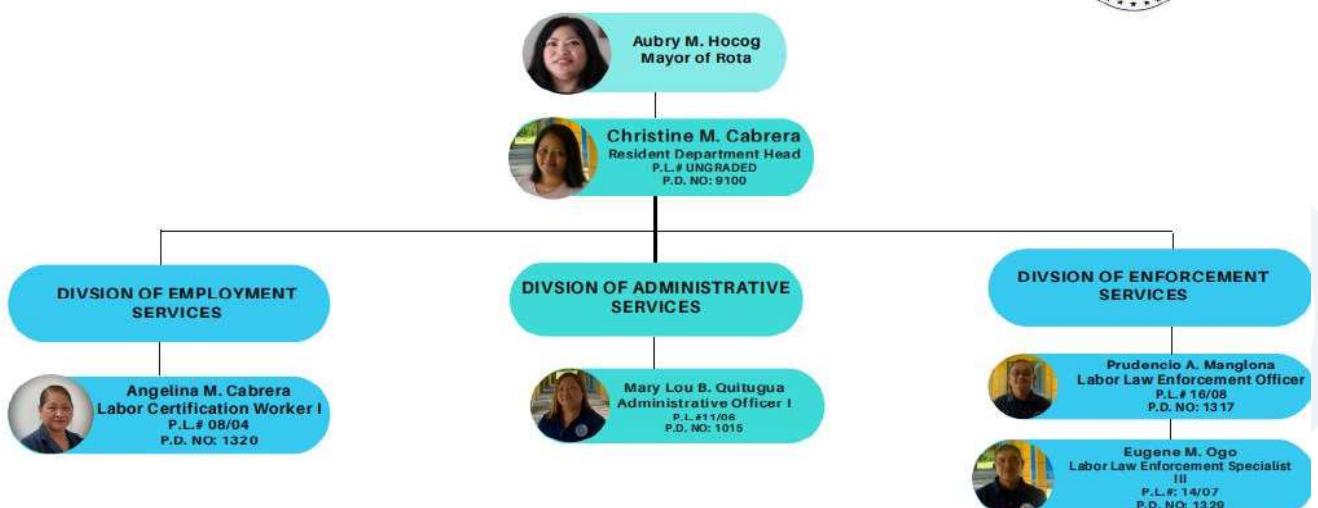 Aubry M. Hocog
Mayor of Rota
Christine M. Cabrera
Resident Department Head
P.L.# UNGRADED
P.D. NO: 9100
DIVSION OF EMPLOYMENT
SERVICES
Angelina M. Cabrera
Labor Certification Worker I
P.L.# 08/04
P.D. NO: 1320
DIVSION OF ADMINISTRATIVE
SERVICES
Mary Lou B. Quitugua
Administrative Officer I
P.L.#11/06
P.D. NO: 1015
DIVSION OF ENFORCEMENT
SERVICES
Prudencio A. Manglona
Labor Law Enforcement Officer
P.L.# 16/08
P.D. NO: 1317
Eugene M. Ogo
Labor Law Enforcement Specialist
III
P.L.#: 14/07
P.D. NO: 1329